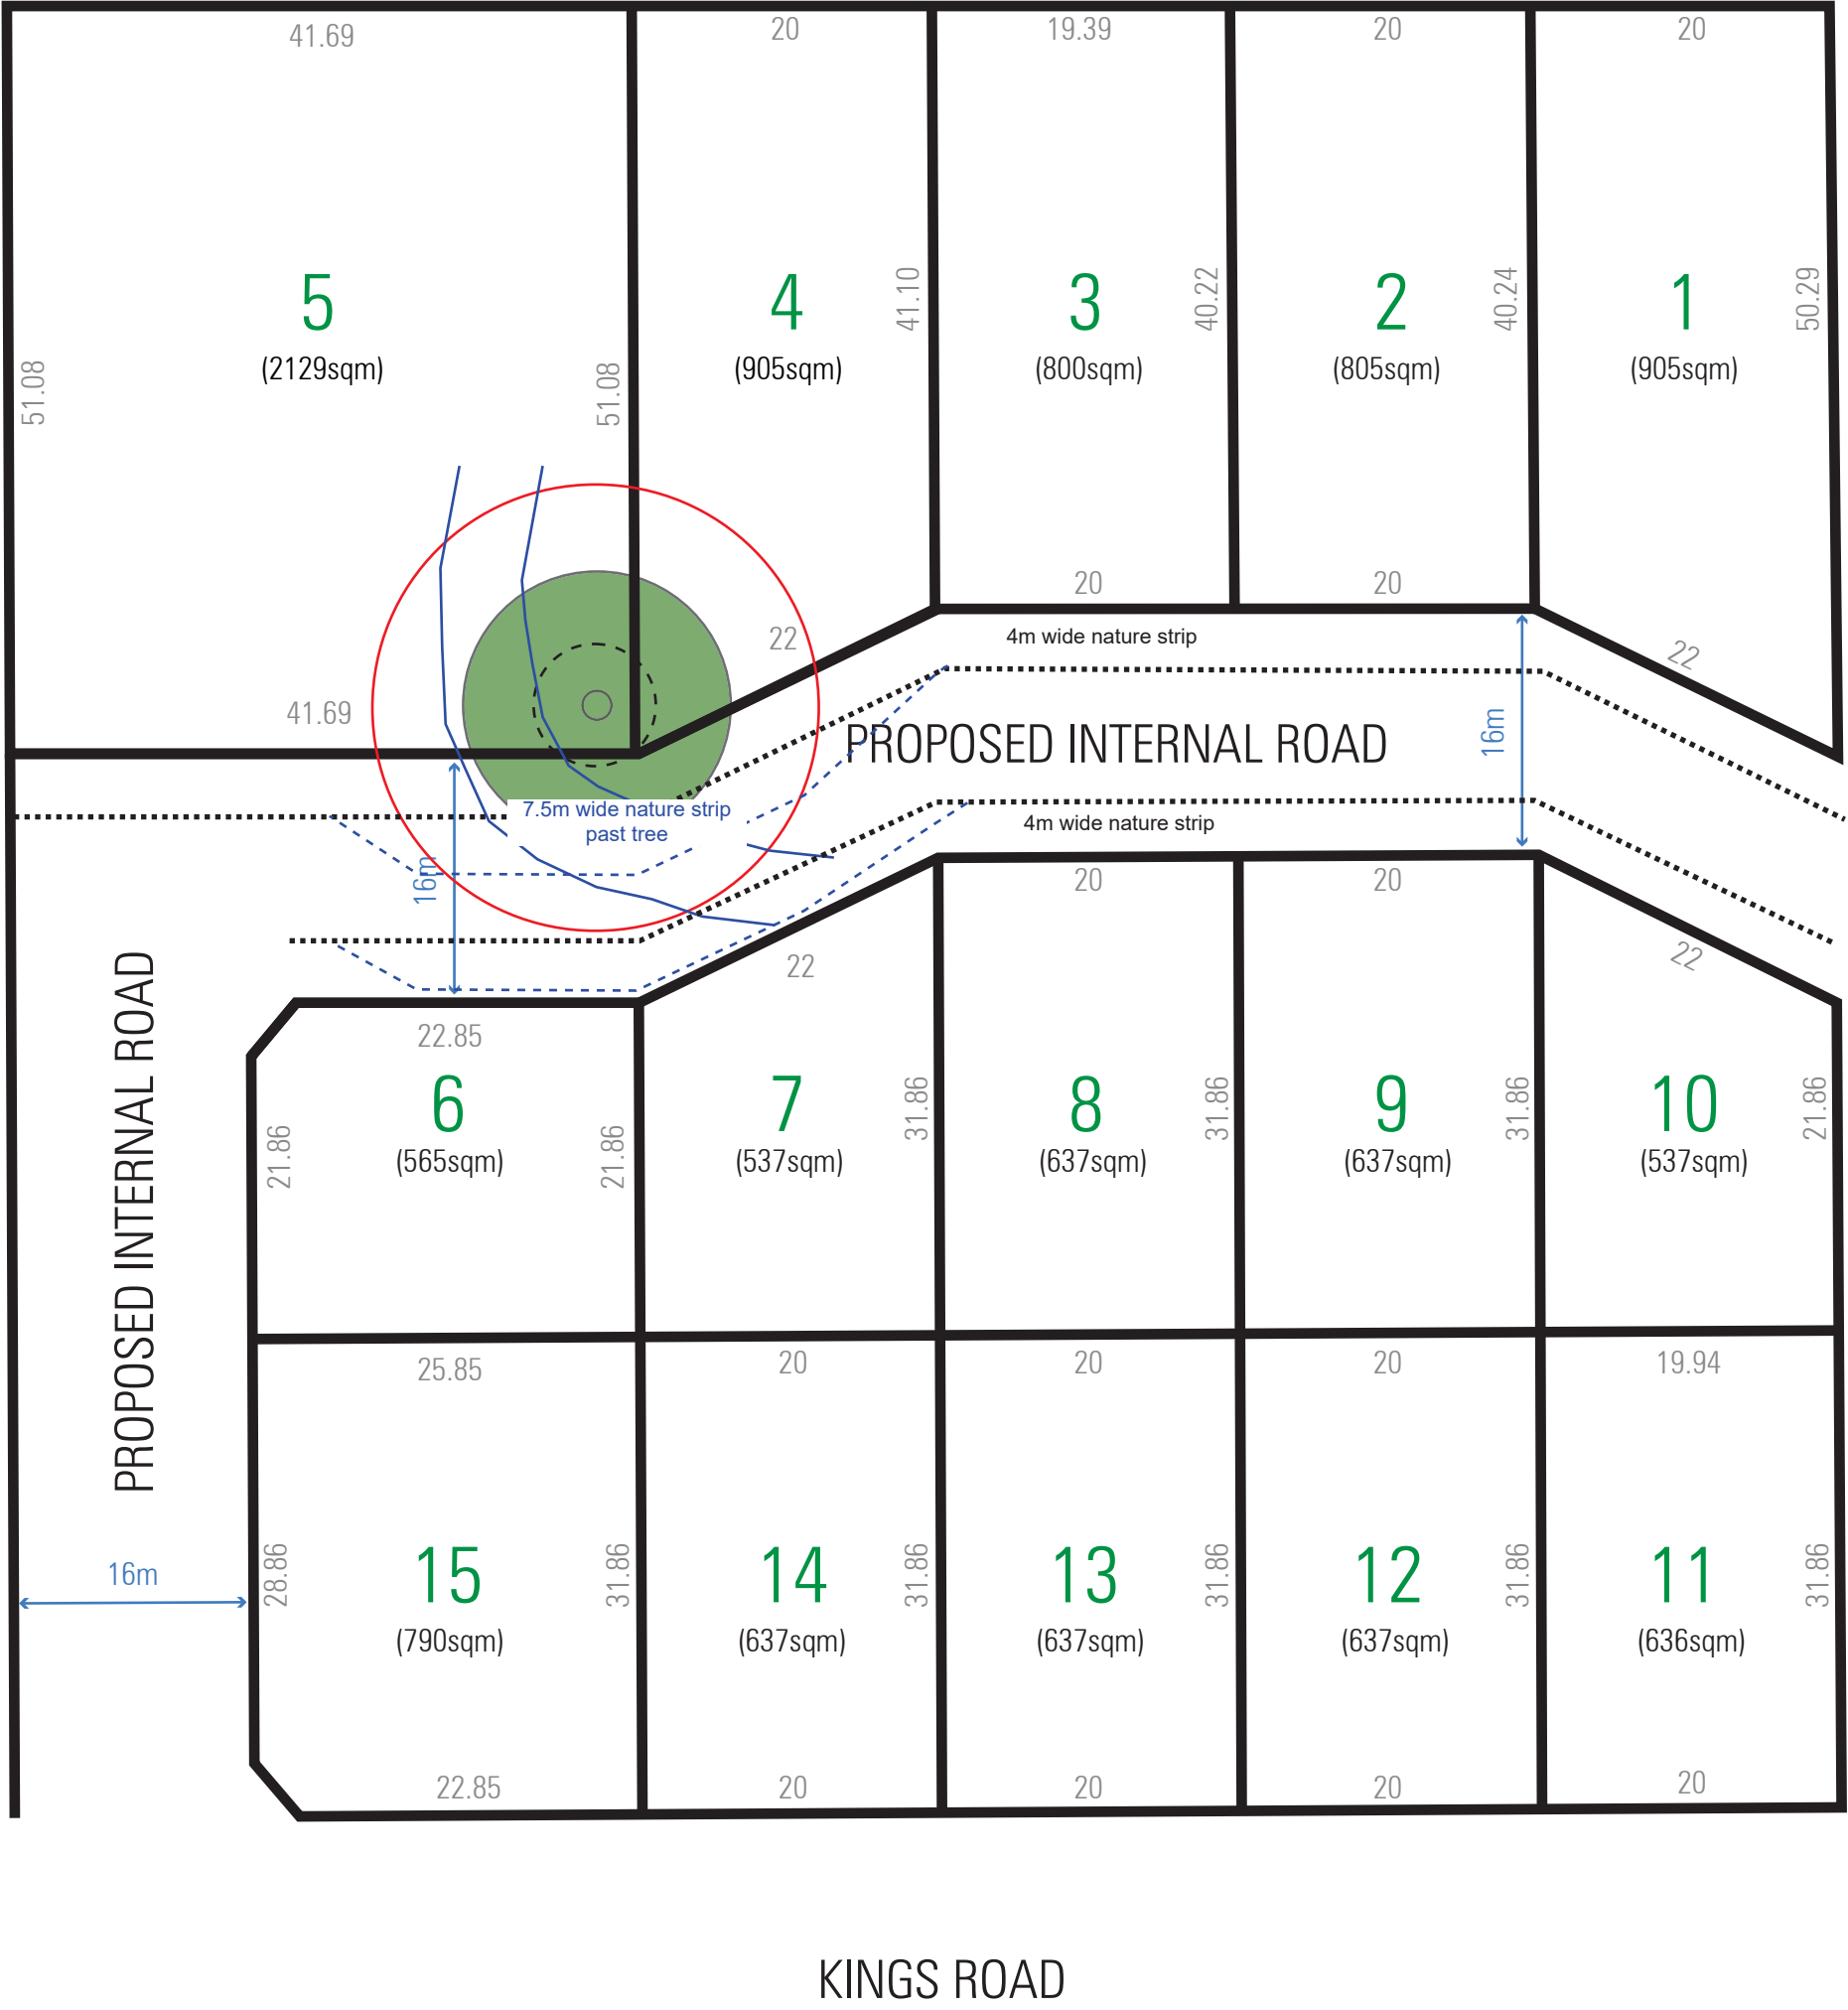 41.69
20
19.39
20
20
5
(2129sqm)
51.08
51.08
4
(905sqm)
41.10
3
(800sqm)
40.22
2
(805sqm)
40.24
1
(905sqm)
50.29
41.69
22
20
20
22
4m wide nature strip
PROPOSED INTERNAL ROAD
16m
7.5m wide nature strip
past tree
4m wide nature strip
16m
22
20
20
22
22.85
6
(565sqm)
21.86
21.86
7
(537sqm)
31.86
8
(637sqm)
31.86
9
(637sqm)
31.86
10
(537sqm)
21.86
PROPOSED INTERNAL ROAD
16m
25.85
20
20
20
19.94
28.86
15
(790sqm)
31.86
14
(637sqm)
31.86
13
(637sqm)
31.86
12
(637sqm)
31.86
11
(636sqm)
31.86
22.85
20
20
20
20
KINGS ROAD